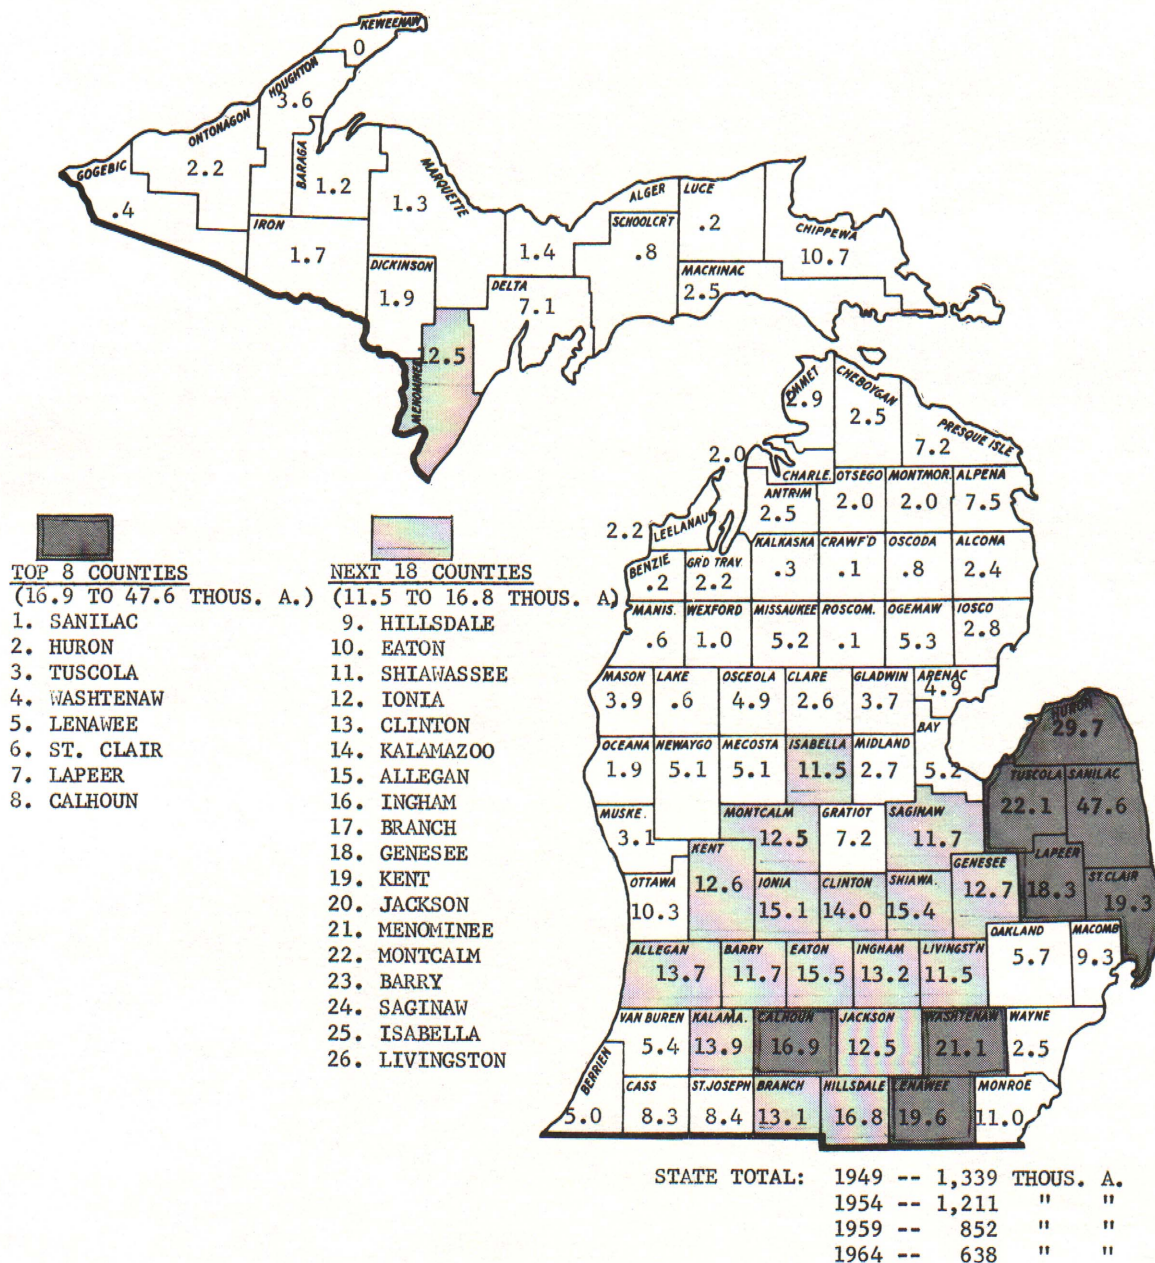 KEWEENAW
0
HOUGHTON
3.6
ONTONAGON
2.2
GOGEBIC
.4
BARAGA
1.2
MARQUETTE
1.3
IRON
1.7
DICKINSON
1.9
ALGER
1.4
LUCE
.2
SCHOOLCR'T
.8
CHIPPEWA
10.7
MACKINAC
2.5
DELTA
7.1
MENOMINEE
12.5
EMMET
2.9
CHEBOYGAN
2.5
PRESQUE ISLE
7.2
2.0
CHARLE. OTSEGO MONTMOR. ALPENA
ANTRIM
2.5 2.0 2.0 7.5
2.2 LEELANAU
BENZIE GR'D TRAV KALKASKA CRAWF'D OSCODA ALCONA
.2 2.2 .3 .1 .8 2.4
MANIS. WEXFORD MISSAUKEE ROSCOM. OGEMAW IOSCO
.6 1.0 5.2 .1 5.3 2.8
MASON LAKE OSCEOLA CLARE GLADWIN ARENAC
3.9 .6 4.9 2.6 3.7 4.9
HURON
29.7
OCEANA NEWAYGO MECOSTA ISABELLA MIDLAND BAY
1.9 5.1 5.1 11.5 2.7 5.2
TUSCOLA SANILAC
22.1 47.6
MUSKE. MONTCALM GRATIOT SAGINAW
3.1 12.5 7.2 11.7
KENT GENESEE LAPEER ST.CLAIR
12.6 12.7 18.3 19.3
OTTAWA IONIA CLINTON SHIAWA.
10.3 15.1 14.0 15.4
ALLEGAN BARRY EATON INGHAM LIVINGST'N OAKLAND MACOMB
13.7 11.7 15.5 13.2 11.5 5.7 9.3
VAN BUREN KALAMA. CALHOUN JACKSON WASHTENAW WAYNE
5.4 13.9 16.9 12.5 21.1 2.5
BERRIEN CASS ST.JOSEPH BRANCH HILLSDALE LENAWEE MONROE
5.0 8.3 8.4 13.1 16.8 19.6 11.0
TOP 8 COUNTIES
(16.9 TO 47.6 THOUS. A.)
1. SANILAC
2. HURON
3. TUSCOLA
4. WASHTENAW
5. LENAWEE
6. ST. CLAIR
7. LAPEER
8. CALHOUN
NEXT 18 COUNTIES
(11.5 TO 16.8 THOUS. A)
9. HILLSDALE
10. EATON
11. SHIAWASSEE
12. IONIA
13. CLINTON
14. KALAMAZOO
15. ALLEGAN
16. INGHAM
17. BRANCH
18. GENESEE
19. KENT
20. JACKSON
21. MENOMINEE
22. MONTCALM
23. BARRY
24. SAGINAW
25. ISABELLA
26. LIVINGSTON
STATE TOTAL: 1949 -- 1,339 THOUS. A.
1954 -- 1,211 " "
1959 -- 852 " "
1964 -- 638 " "